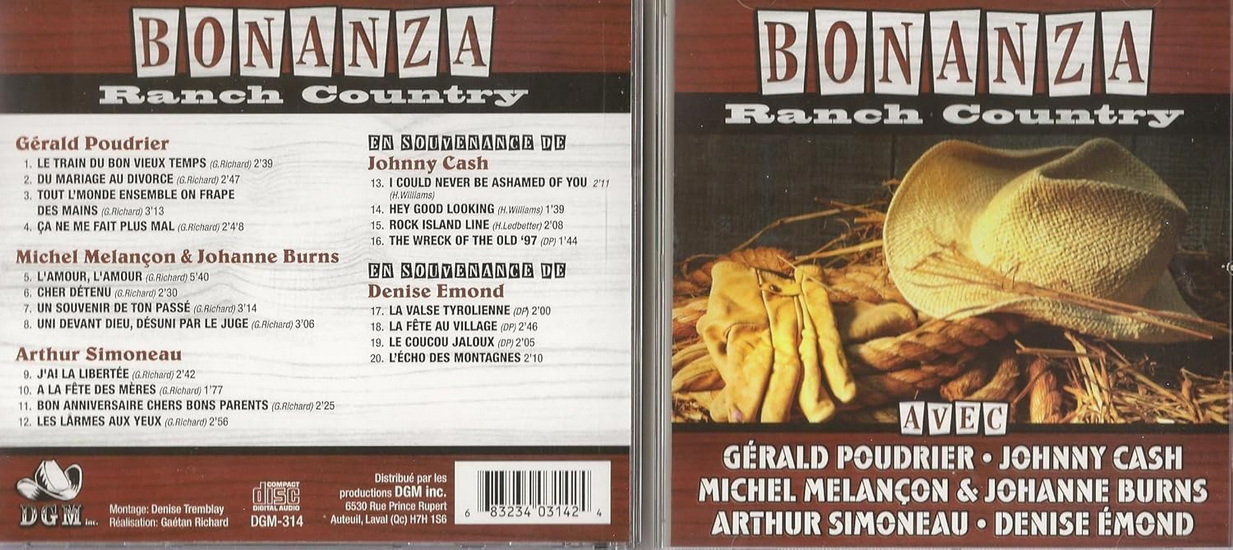 BONANZA
Ranch Country
Gérald Poudrier
1. LE TRAIN DU BON VIEUX TEMPS (G.Richard) 2'39
2. DU MARIAGE AU DIVORCE (G.Richard) 2'47
3. TOUT L'MONDE ENSEMBLE ON FRAPE
DES MAINS (G.Richard) 3'13
4. ÇA NE ME FAIT PLUS MAL (G.Richard) 2'4'8
Michel Melançon & Johanne Burns
5. L'AMOUR, L'AMOUR (G.Richard) 5'40
6. CHER DÉTENU (G.Richard) 2'30
7. UN SOUVENIR DE TON PASSÉ (G.Richard) 3'14
8. UNI DEVANT DIEU, DÉSUNI PAR LE JUGE (G.Richard) 3'06
Arthur Simoneau
9. J'AI LA LIBERTÉE (G.Richard) 2'42
10. A LA FÊTE DES MÈRES (G.Richard) 1'77
11. BON ANNIVERSAIRE CHERS BONS PARENTS (G.Richard) 2'25
12. LES LÂRMES AUX YEUX (G.Richard) 2'56
EN SOUVENANCE DE
Johnny Cash
13. I COULD NEVER BE ASHAMED OF YOU 2'11
(H.Williams)
14. HEY GOOD LOOKING (H.Williams) 1'39
15. ROCK ISLAND LINE (H.Ledbetter) 2'08
16. THE WRECK OF THE OLD '97 (DP) 1'44
EN SOUVENANCE DE
Denise Emond
17. LA VALSE TYROLIENNE (DP) 2'00
18. LA FÊTE AU VILLAGE (DP) 2'46
19. LE COUCOU JALOUX (DP) 2'05
20. L'ÉCHO DES MONTAGNES 2'10
DGM inc.
Montage: Denise Tremblay
Réalisation: Gaétan Richard
COMPACT
disc
DIGITAL AUDIO
DGM-314
Distribué par les
productions DGM inc.
6530 Rue Prince Rupert
Auteuil, Laval (Qc) H7H 1S6
6 83234 03142 4
BONANZA
Ranch Country
AVEC
GÉRALD POUDRIER • JOHNNY CASH
MICHEL MELANÇON & JOHANNE BURNS
ARTHUR SIMONEAU • DENISE ÉMOND